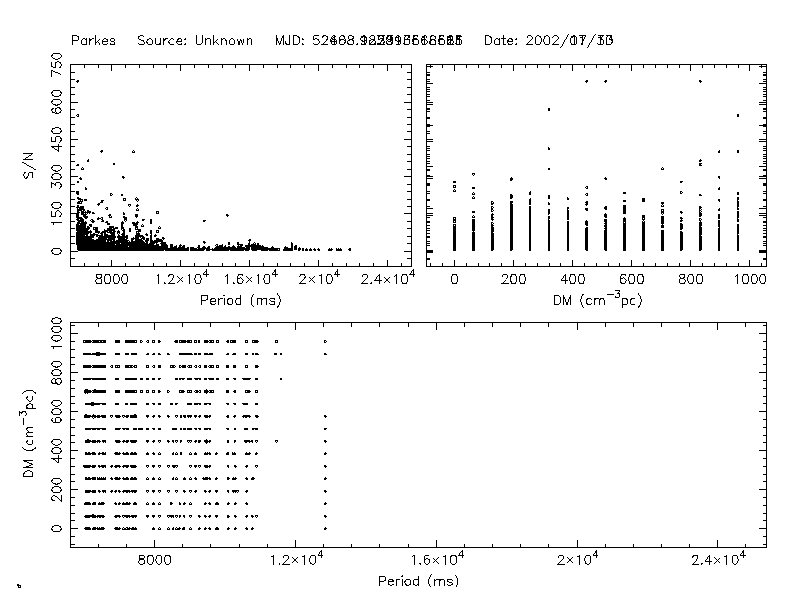 Parkes Source: Unknown MJD: Date: 2002/
750
600
450
300
150
0
S/N
8000 1.2×10⁴ 1.6×10⁴ 2×10⁴ 2.4×10⁴
Period (ms)
0 200 400 600 800 1000
DM (cm⁻³pc)
1000
800
600
400
200
0
DM (cm⁻³pc)
8000 1.2×10⁴ 1.6×10⁴ 2×10⁴ 2.4×10⁴
Period (ms)